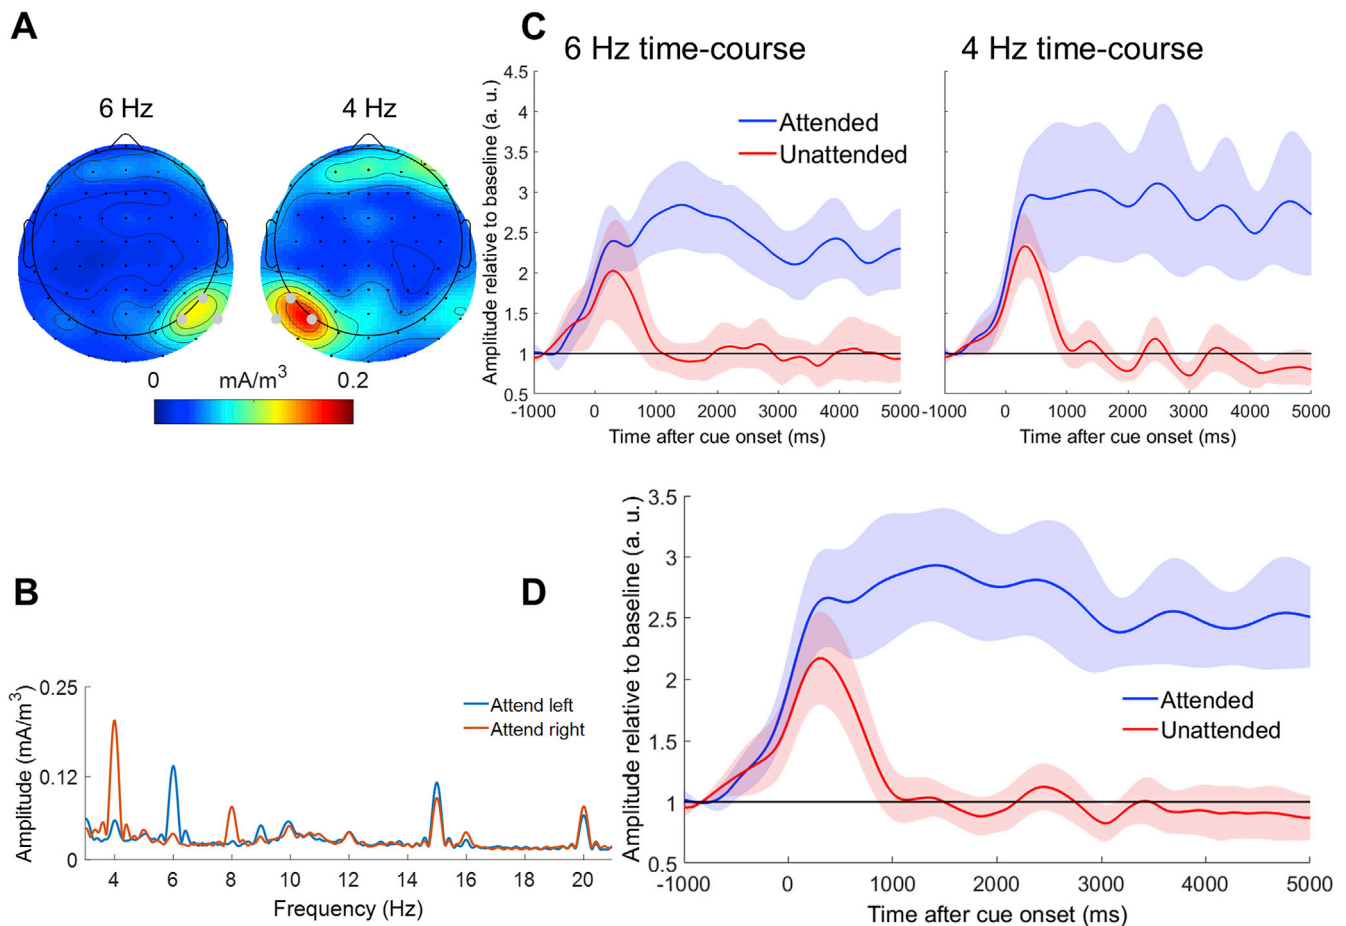 A
6 Hz
4 Hz
0
mA/m³
0.2
B
Amplitude (mA/m³)
0.25
0.12
0
Attend left
Attend right
4
6
8
10
12
14
16
18
20
Frequency (Hz)
C
6 Hz time-course
4 Hz time-course
Amplitude relative to baseline (a. u.)
4.5
4
3.5
3
2.5
2
1.5
1
0.5
Attended
Unattended
-1000
0
1000
2000
3000
4000
5000
Time after cue onset (ms)
-1000
0
1000
2000
3000
4000
5000
Time after cue onset (ms)
D
Amplitude relative to baseline (a. u.)
3.5
3
2.5
2
1.5
1
0.5
Attended
Unattended
-1000
0
1000
2000
3000
4000
5000
Time after cue onset (ms)